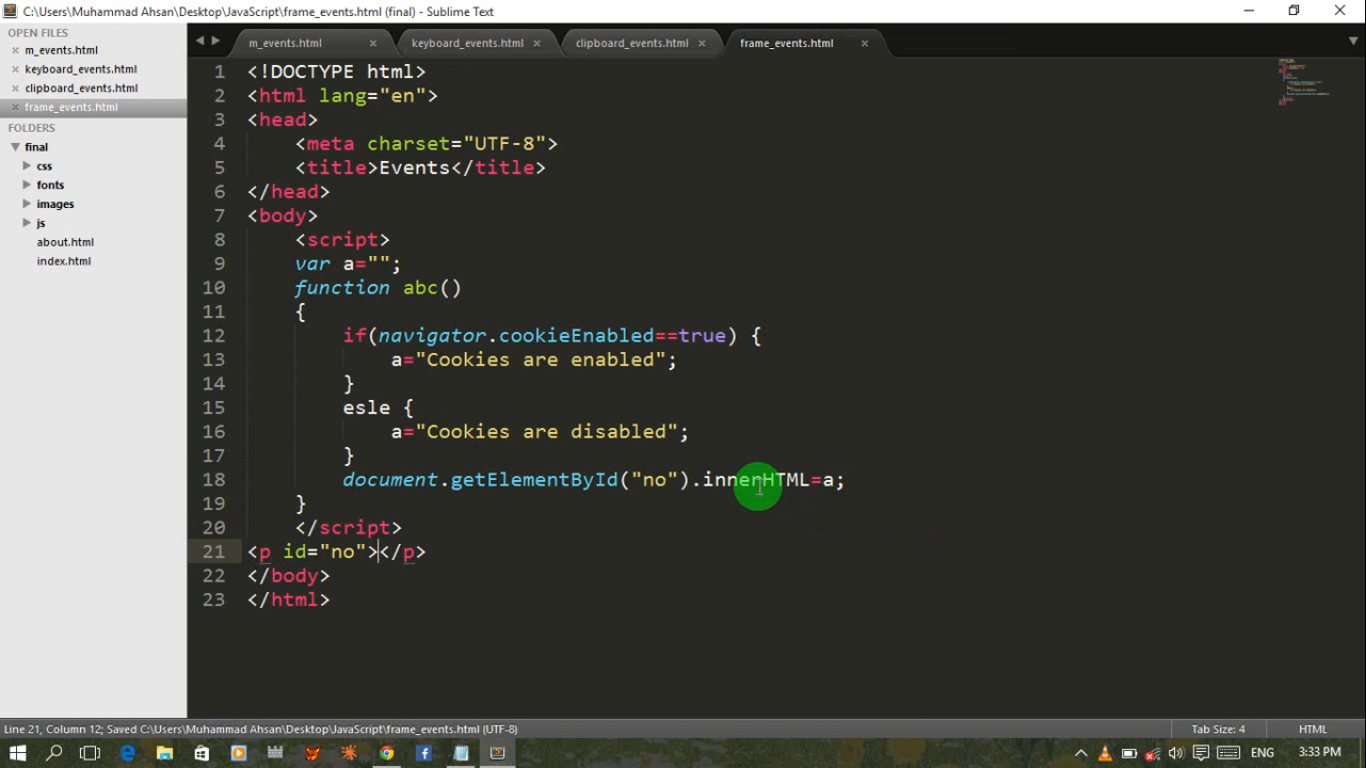 C:\Users\Muhammad Ahsan\Desktop\JavaScript\frame_events.html (final) - Sublime Text
OPEN FILES
m_events.html
keyboard_events.html
clipboard_events.html
frame_events.html
FOLDERS
final
css
fonts
images
js
about.html
index.html
m_events.html keyboard_events.html clipboard_events.html frame_events.html
1 <!DOCTYPE html>
2 <html lang="en">
3 <head>
4 <meta charset="UTF-8">
5 <title>Events</title>
6 </head>
7 <body>
8 <script>
9 var a="";
10 function abc()
11 {
12 if(navigator.cookieEnabled==true) {
13 a="Cookies are enabled";
14 }
15 esle {
16 a="Cookies are disabled";
17 }
18 document.getElementById("no").innerHTML=a;
19 }
20 </script>
21 <p id="no"></p>
22 </body>
23 </html>
Line 21, Column 12; Saved C:\Users\Muhammad Ahsan\Desktop\JavaScript\frame_events.html (UTF-8) Tab Size: 4 HTML
ENG 3:33 PM